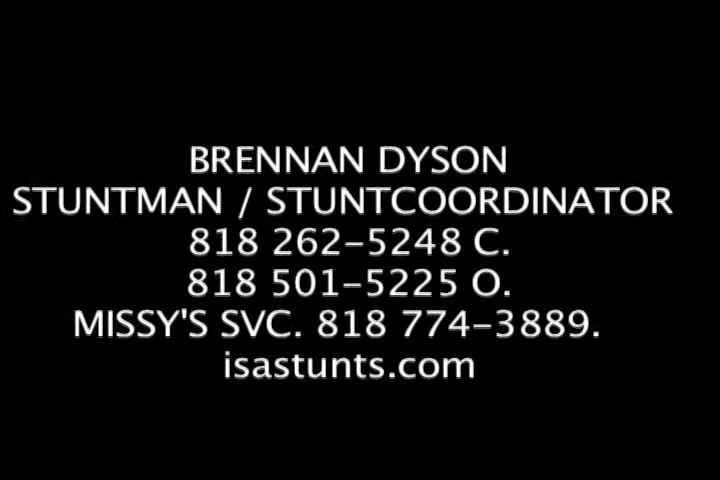 BRENNAN DYSON
STUNTMAN / STUNTCOORDINATOR
818 262-5248 C.
818 501-5225 O.
MISSY'S SVC. 818 774-3889.
isastunts.com